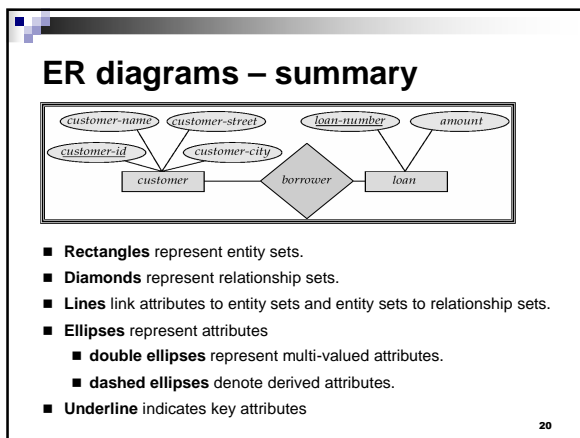 ER diagrams – summary
customer-name customer-street loan-number amount
customer-id customer-city
customer borrower loan
■ Rectangles represent entity sets.
■ Diamonds represent relationship sets.
■ Lines link attributes to entity sets and entity sets to relationship sets.
■ Ellipses represent attributes
■ double ellipses represent multi-valued attributes.
■ dashed ellipses denote derived attributes.
■ Underline indicates key attributes
20